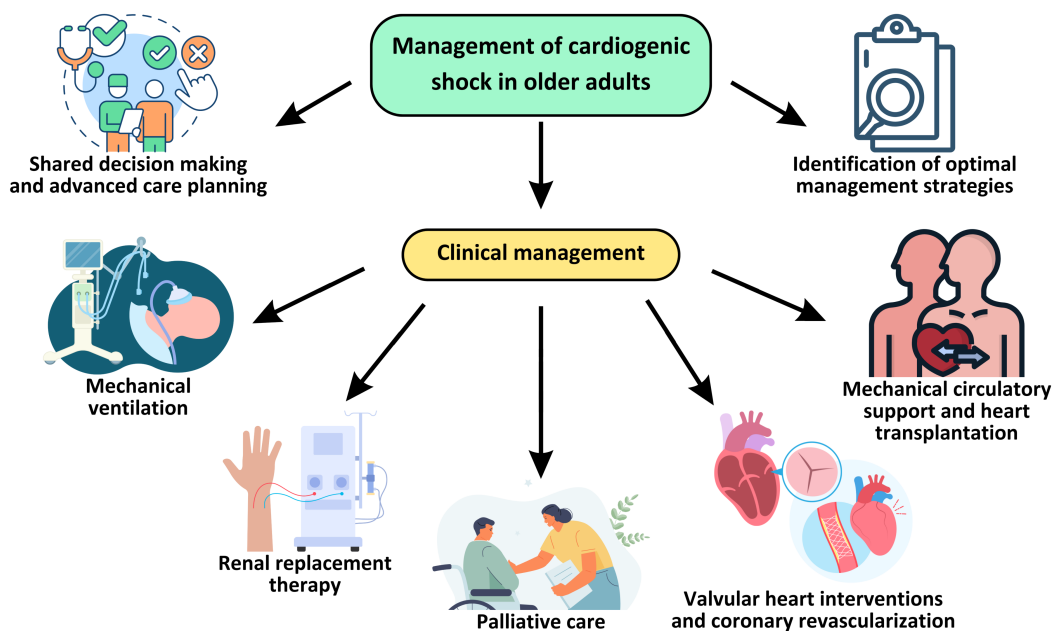 Management of cardiogenic
shock in older adults
Shared decision making
and advanced care planning
Identification of optimal
management strategies
Clinical management
Mechanical
ventilation
Mechanical circulatory
support and heart
transplantation
Renal replacement
therapy
Palliative care
Valvular heart interventions
and coronary revascularization